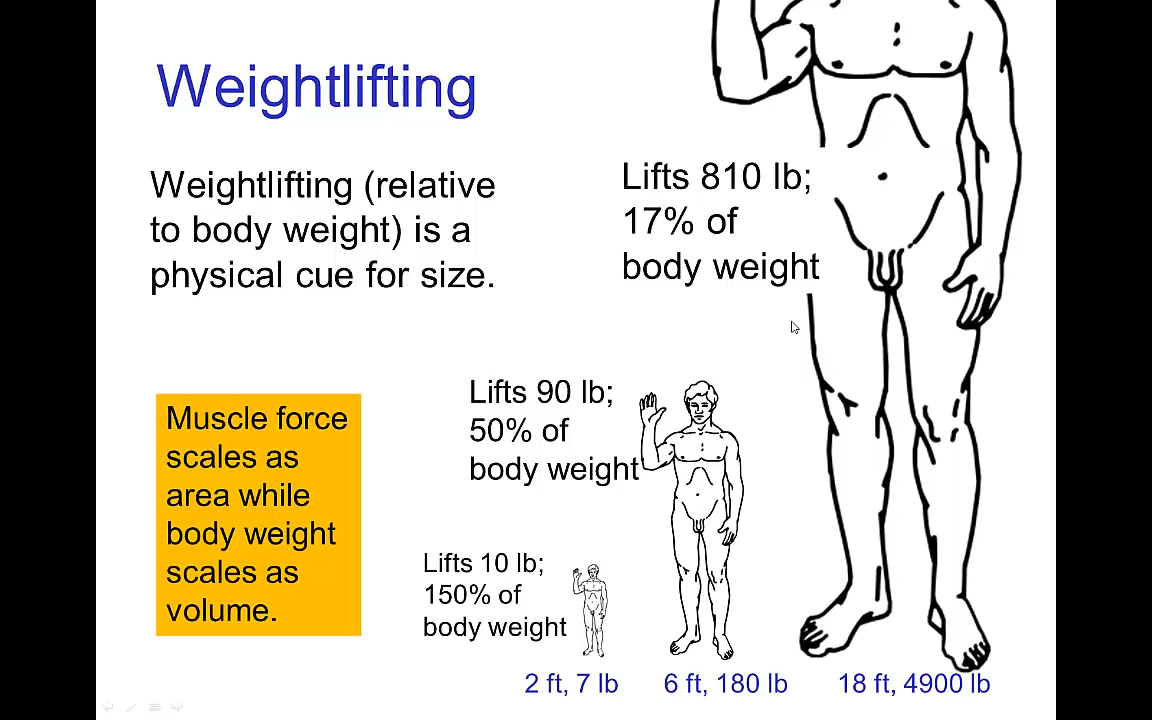 Weightlifting
Weightlifting (relative
to body weight) is a
physical cue for size.
Lifts 810 lb;
17% of
body weight
Lifts 90 lb;
50% of
body weight
Muscle force
scales as
area while
body weight
scales as
volume.
Lifts 10 lb;
150% of
body weight
2 ft, 7 lb
6 ft, 180 lb
18 ft, 4900 lb